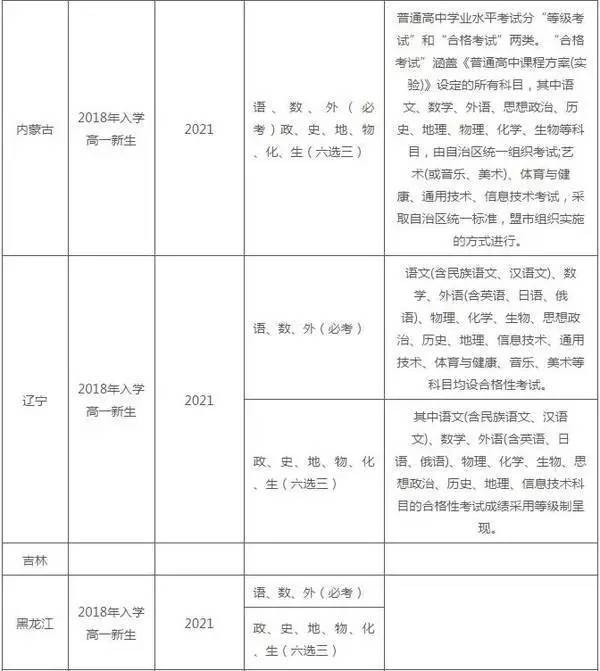 内蒙古
2018年入学
高一新生
2021
语、数、外（必
考）政、史、地、物
、化、生（六选三）
普通高中学业水平考试分“等级考
试”和“合格考试”两类。“合格
考试”涵盖《普通高中课程方案(实
验)》设定的所有科目，其中语
文、数学、外语、思想政治、历
史、地理、物理、化学、生物等科
目，由自治区统一组织考试;艺
术(或音乐、美术)、体育与健
康、通用技术、信息技术考试，采
取自治区统一标准，盟市组织实施
的方式进行。
辽宁
2018年入学
高一新生
2021
语、数、外（必考）
语文(含民族语文、汉语文)、数
学、外语(含英语、日语、俄
语)、物理、化学、生物、思想政
治、历史、地理、信息技术、通用
技术、体育与健康、音乐、美术等
科目均设合格性考试。
政、史、地、物、化
、生（六选三）
其中语文(含民族语文、汉语
文)、数学、外语(含英语、日
语、俄语)、物理、化学、生物、思
想政治、历史、地理、信息技术科
目的合格性考试成绩采用等级制呈
现。
吉林
黑龙江
2018年入学
高一新生
2021
语、数、外（必考）
政、史、地、物、化
、生（六选三）